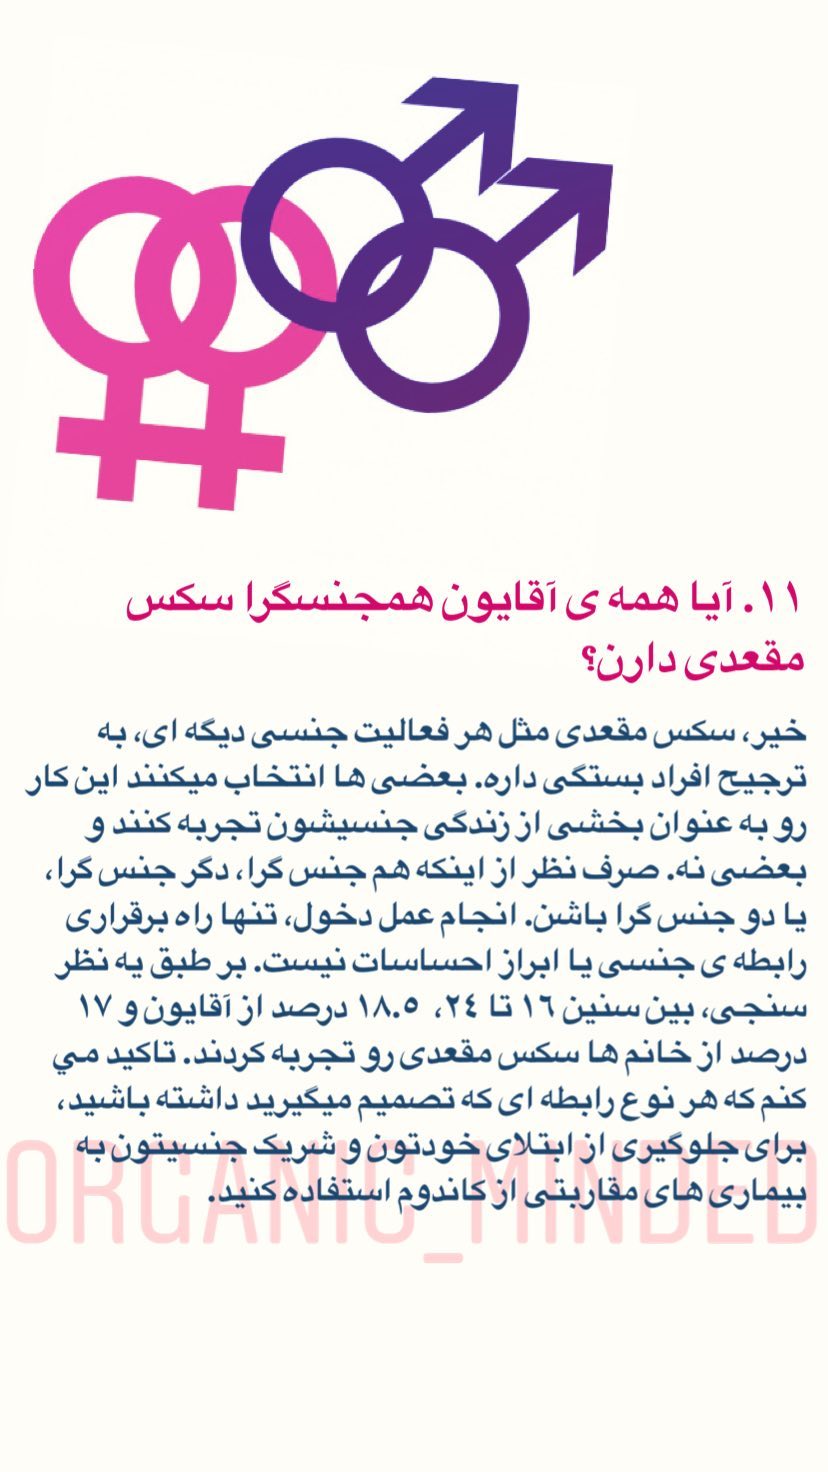 ۱۱. آیا همه ی آقایون همجنسگرا سکس
مقعدی دارن؟
خیر، سکس مقعدی مثل هر فعالیت جنسی دیگه ای، به
ترجیح افراد بستگی داره. بعضی ها انتخاب میکنند این کار
رو به عنوان بخشی از زندگی جنسیشون تجربه کنند و
بعضی نه. صرف نظر از اینکه هم جنس گرا، دگر جنس گرا،
یا دو جنس گرا باشن. انجام عمل دخول، تنها راه برقراری
رابطه ی جنسی یا ابراز احساسات نیست. بر طبق یه نظر
سنجی، بین سنین ١٦ تا ٢٤، ١٨.٥ درصد از آقایون و ١٧
درصد از خانم ها سکس مقعدی رو تجربه کردند. تاکید مي
کنم که هر نوع رابطه ای که تصمیم میگیرید داشته باشید،
برای جلوگیری از ابتلای خودتون و شریک جنسیتون به
بیماری های مقاربتی از کاندوم استفاده کنید.
ORGANIC_MINDED